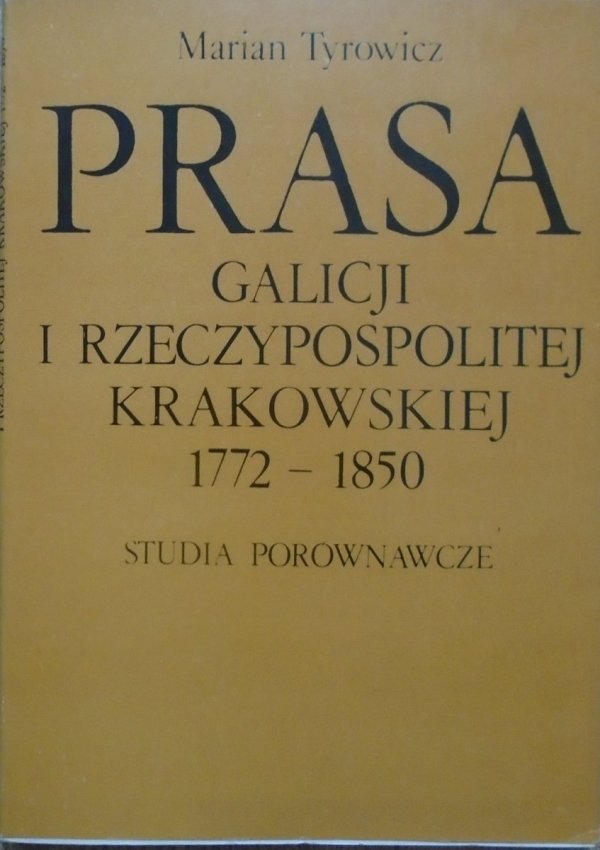 Marian Tyrowicz
PRASA
GALICJI
I RZECZYPOSPOLITEJ
KRAKOWSKIEJ
1772 – 1850
STUDIA PORÓWNAWCZE